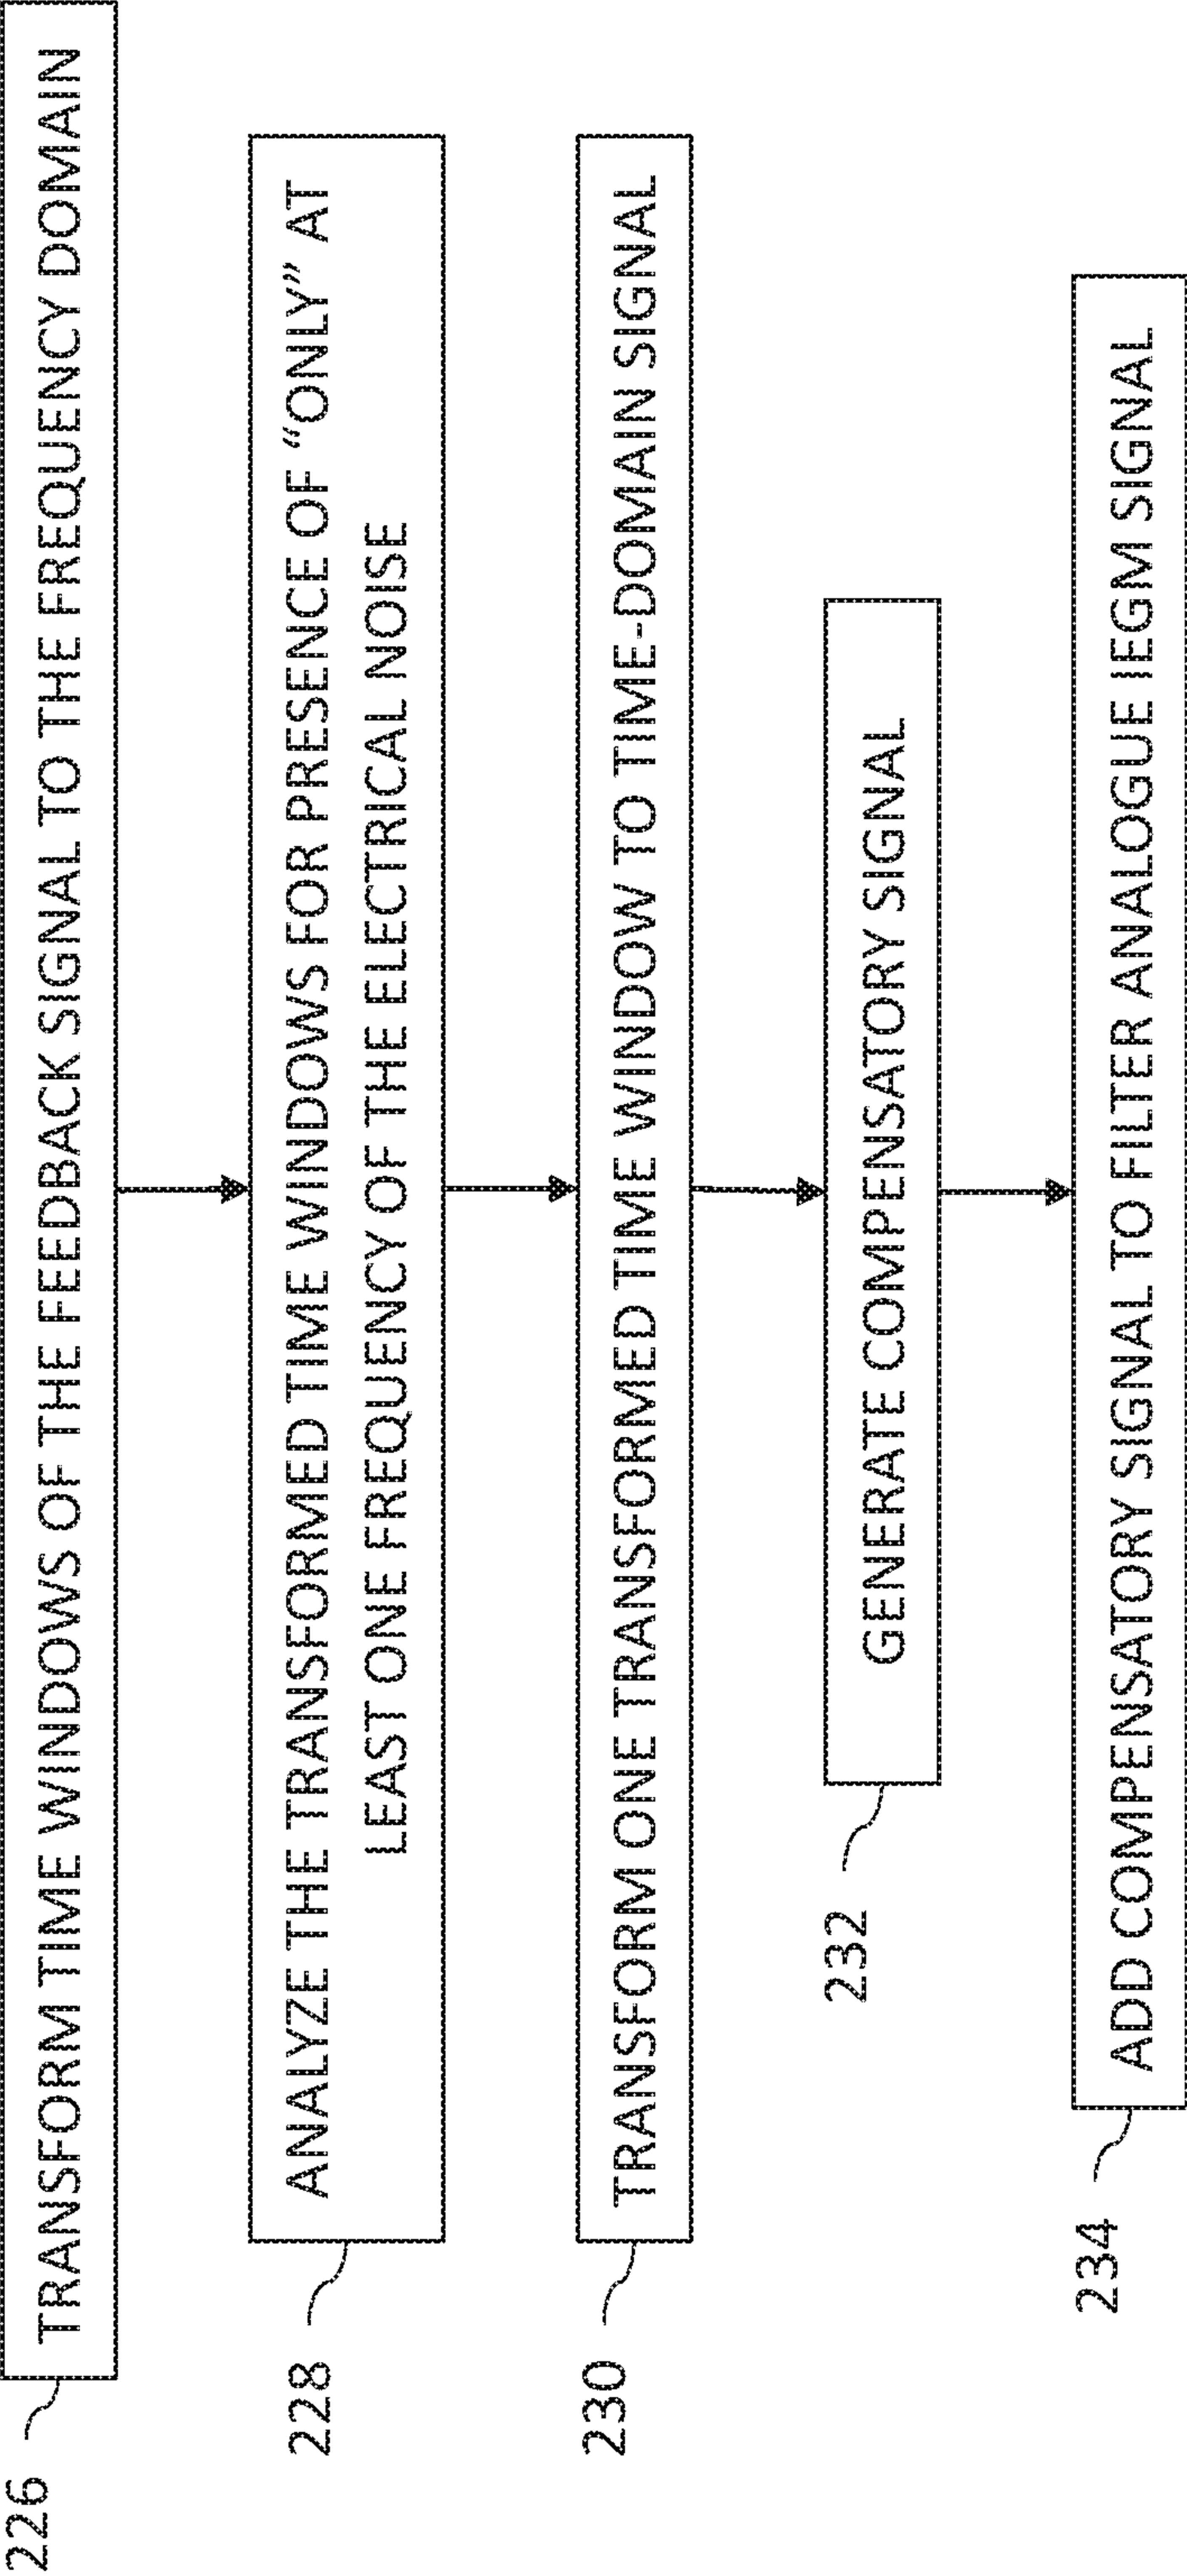 226
TRANSFORM TIME WINDOWS OF THE FEEDBACK SIGNAL TO THE FREQUENCY DOMAIN
228
ANALYZE THE TRANSFORMED TIME WINDOWS FOR PRESENCE OF “ONLY” AT
LEAST ONE FREQUENCY OF THE ELECTRICAL NOISE
230
TRANSFORM ONE TRANSFORMED TIME WINDOW TO TIME-DOMAIN SIGNAL
232
GENERATE COMPENSATORY SIGNAL
234
ADD COMPENSATORY SIGNAL TO FILTER ANALOGUE IEGM SIGNAL